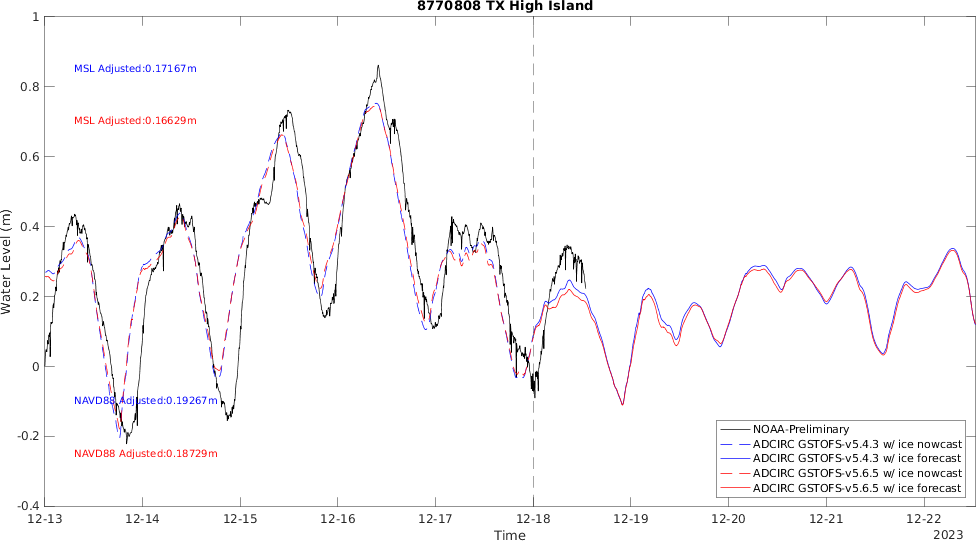 8770808 TX High Island
1
0.8
0.6
0.4
0.2
0
-0.2
-0.4
Water Level (m)
MSL Adjusted:0.17167m
MSL Adjusted:0.16629m
NAVD88 Adjusted:0.19267m
NAVD88 Adjusted:0.18729m
NOAA-Preliminary
ADCIRC GSTOFS-v5.4.3 w/ ice nowcast
ADCIRC GSTOFS-v5.4.3 w/ ice forecast
ADCIRC GSTOFS-v5.6.5 w/ ice nowcast
ADCIRC GSTOFS-v5.6.5 w/ ice forecast
12-13 12-14 12-15 12-16 12-17 12-18 12-19 12-20 12-21 12-22
Time
2023